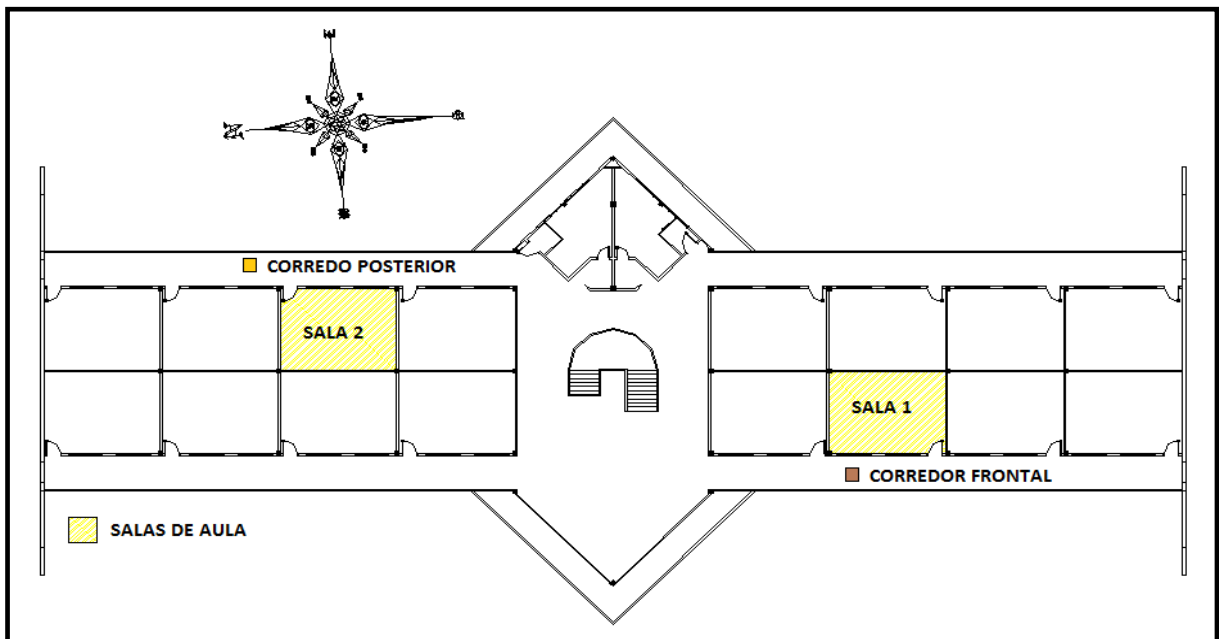 CORREDO POSTERIOR
SALA 2
SALA 1
CORREDOR FRONTAL
SALAS DE AULA